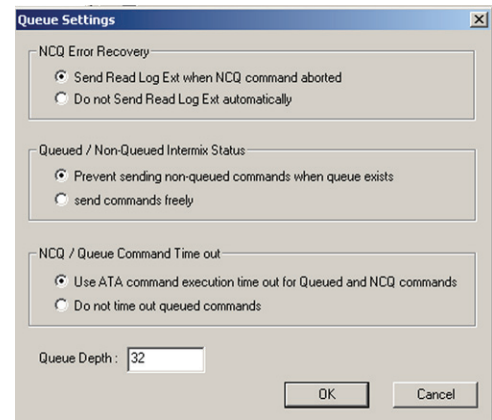 Queue Settings
NCQ Error Recovery
Send Read Log Ext when NCQ command aborted
Do not Send Read Log Ext automatically
Queued / Non-Queued Intermix Status
Prevent sending non-queued commands when queue exists
send commands freely
NCQ / Queue Command Time out
Use ATA command execution time out for Queued and NCQ commands
Do not time out queued commands
Queue Depth : 32
OK Cancel